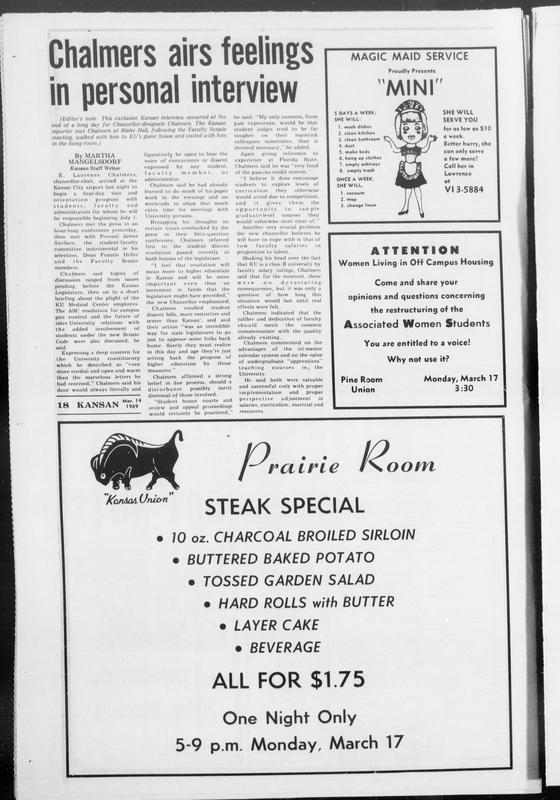 Chalmers airs feelings
in personal interview
(Editor's note: This exclusive Kansan interview occurred at the
end of a long day for Chancellor-designate Chalmers. The Kansan
reporter met Chalmers at Blake Hall, following the Faculty Senate
meeting, walked with him to KU's guest house and visited with him
in the living room.)
By MARTHA
MANGELSDORF
Kansan Staff Writer
E. Laurence Chalmers,
chancellor-elect, arrived at the
Kansas City airport last night to
begin a four-day visit and
orientation program with
students, faculty and
administrators for whom he will
be responsible beginning July 1.
Chalmers met the press in an
hour-long conference yesterday,
then met with Provost James
Surface, the student-faculty
committee instrumental in his
selection, Dean Francis Heller
and the Faculty Senate
members.
Chalmers said topics of
discussion ranged from issues
pending before the Kansas
Legislature, then on to a short
briefing about the plight of the
KU Medical Center employes.
The ASC resolution for campus
gun control and the future of
inter-University relations with
the added involvement of
students under the new Senate
Code were also discussed, he
said.
Expressing a deep concern for
the University constituency
which he described as "even
more cordial and open and warm
than the marvelous letters he
had received," Chalmers said his
door would always literally and
18 KANSAN Mar. 14
1969
figuratively be open to hear the
voice of concurrence or dissent
expressed by any student,
faculty member, or
administrator.
Chalmers said he had already
learned to do much of his paper
work in the evenings and on
weekends to allow that much
extra time for meetings with
University persons.
Recapping his thoughts on
certain issues overlooked by the
press in their blitz-question
conference, Chalmers referred
first to the student dissent
resolution passed recently in
both houses of the legislature.
"I feel that resolution will
mean more to higher education
in Kansas and will be more
important even than an
increment in funds that the
legislature might have provided,"
the new Chancellor emphasized.
Chalmers recalled student
dissent bills, more restrictive and
severe than Kansas', and said
their action "was an incredible
way for state legislatures to go
just to appease some folks back
home. Surely they must realize
in this day and age they're just
setting back the progress of
higher education by those
measures."
Chalmers affirmed a strong
belief in due process, should a
disturbance possibly merit
dismissal of those involved.
"Student honor courts and
review and appeal proceedings
would certainly be practiced,"
he said. "My only concern, from
past experience, would be that
student judges tend to be far
tougher on their maverick
colleagues sometimes, than is
deemed necessary," he added.
Again giving reference to
experience at Florida State,
Chalmers said he was "very fond
of the pass/no credit system."
"I believe it does encourage
students to explore levels of
curriculum they otherwise
would avoid due to competition,
and it gives them the
opportunity to sample
graduate-level courses they
would otherwise steer clear of."
Another very crucial problem
the new chancellor believes he
will have to cope with is that of
low faculty salaries in
proportion to talent.
Shaking his head over the fact
that KU is a class B university by
faculty salary ratings, Chalmers
said that for the moment, there
were no devastating
consequences, but it was only a
question of how long this
situation would last until real
effects were felt.
Chalmers indicated that the
calibre and dedication of faculty
should merit the concern
commensurate with the quality
already existing.
Chalmers commented on the
advantages of the trimester
calendar system and on the value
of undergraduate "apprentices"
teaching courses in the
University.
He said both were valuable
and successful only with proper
implementation and proper
perspective adjustment in
salaries, curriculum, material and
resources.
MAGIC MAID SERVICE
Proudly Presents
"MINI"
5 DAYS A WEEK;
SHE WILL:
1. wash dishes
2. clean kitchen
3. clean bathroom
4. dust
5. make beds
6. hang up clothes
7. empty ashtrays
8. empty trash
ONCE A WEEK,
SHE WILL.
1. vacuum
2. mop
3. change linen
SHE WILL
SERVE YOU
for as low as $10
a week.
Better hurry, she
can only serve
a few more!
Call her in
Lawrence
at
VI 3-5884
ATTENTION
Women Living in Off Campus Housing
Come and share your
opinions and questions concerning
the restructuring of the
Associated Women Students
You are entitled to a voice!
Why not use it?
Pine Room Monday, March 17
Union 3:30
Prairie Room
"Kansas Union"
STEAK SPECIAL
• 10 oz. CHARCOAL BROILED SIRLOIN
• BUTTERED BAKED POTATO
• TOSSED GARDEN SALAD
• HARD ROLLS with BUTTER
• LAYER CAKE
• BEVERAGE
ALL FOR $1.75
One Night Only
5-9 p.m. Monday, March 17